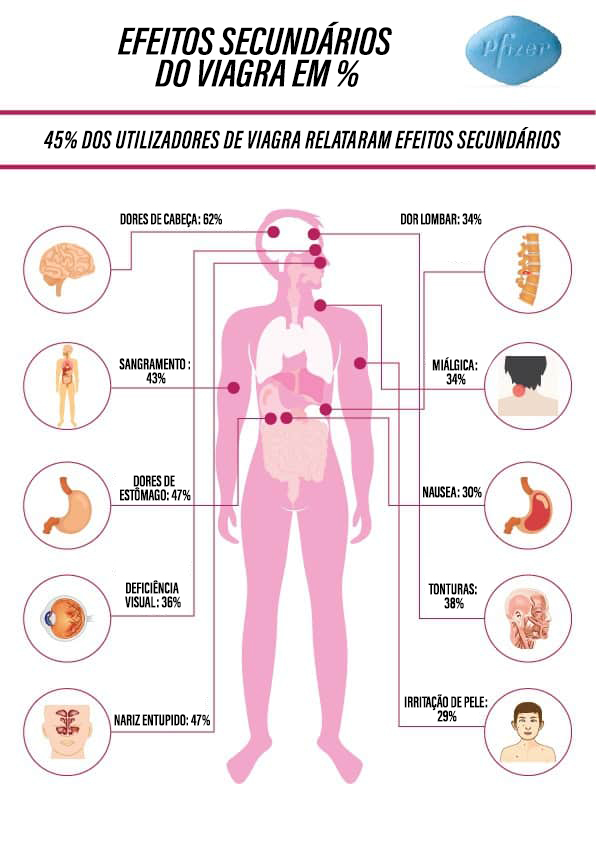 EFEITOS SECUNDÁRIOS
DO VIAGRA EM %
Pfizer
45% DOS UTILIZADORES DE VIAGRA RELATARAM EFEITOS SECUNDÁRIOS
DORES DE CABEÇA: 62%
DOR LOMBAR: 34%
SANGRAMENTO :
43%
MIÁLGICA:
34%
DORES DE
ESTÔMAGO: 47%
NAUSEA: 30%
DEFICIÊNCIA
VISUAL: 36%
TONTURAS:
38%
NARIZ ENTUPIDO: 47%
IRRITAÇÃO DE PELE:
29%